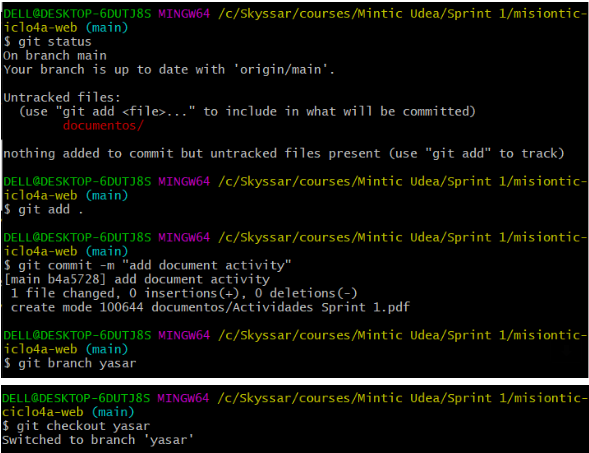 DELL@DESKTOP-6DUTJ8S MINGW64 /c/Skyssar/courses/Mintic Udea/Sprint 1/misiontic-
iclo4a-web (main)
$ git status
On branch main
Your branch is up to date with 'origin/main'.
Untracked files:
(use "git add <file>..." to include in what will be committed)
documentos/
nothing added to commit but untracked files present (use "git add" to track)
DELL@DESKTOP-6DUTJ8S MINGW64 /c/Skyssar/courses/Mintic Udea/Sprint 1/misiontic-
iclo4a-web (main)
$ git add .
DELL@DESKTOP-6DUTJ8S MINGW64 /c/Skyssar/courses/Mintic Udea/Sprint 1/misiontic-
iclo4a-web (main)
$ git commit -m "add document activity"
[main b4a5728] add document activity
1 file changed, 0 insertions(+), 0 deletions(-)
create mode 100644 documentos/Actividades Sprint 1.pdf
DELL@DESKTOP-6DUTJ8S MINGW64 /c/Skyssar/courses/Mintic Udea/Sprint 1/misiontic-
iclo4a-web (main)
$ git branch yasar
DELL@DESKTOP-6DUTJ8S MINGW64 /c/Skyssar/courses/Mintic Udea/Sprint 1/misiontic-
ciclo4a-web (main)
$ git checkout yasar
Switched to branch 'yasar'